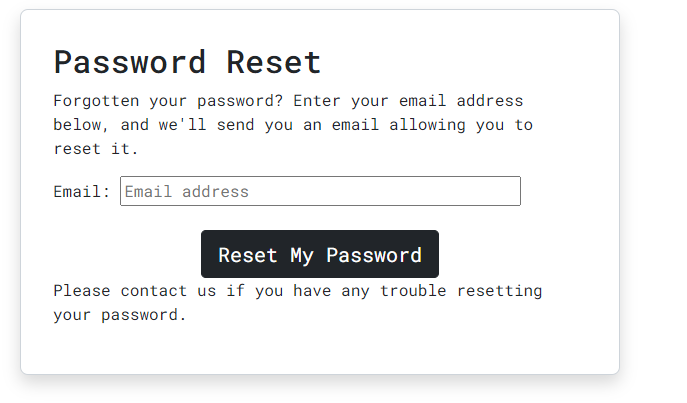 Password Reset
Forgotten your password? Enter your email address
below, and we'll send you an email allowing you to
reset it.
Email: Email address
Reset My Password
Please contact us if you have any trouble resetting
your password.